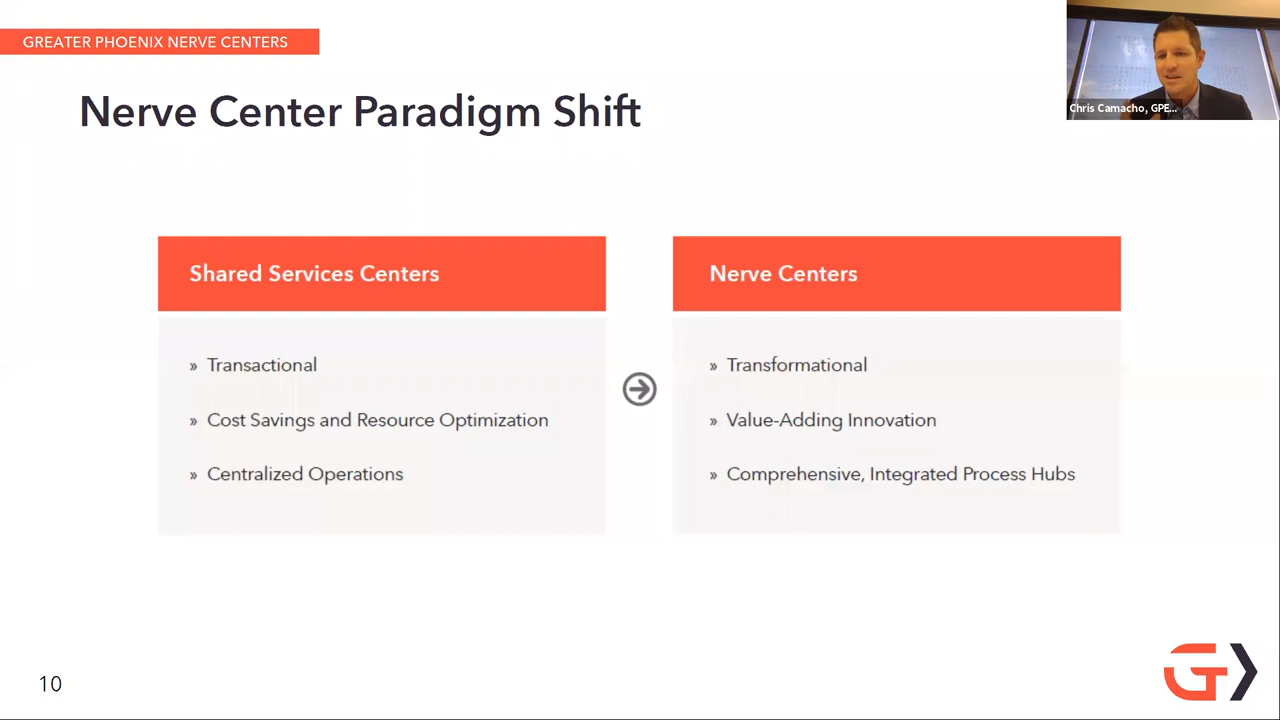 GREATER PHOENIX NERVE CENTERS
Chris Camacho, GPE...
Nerve Center Paradigm Shift
Shared Services Centers
» Transactional
» Cost Savings and Resource Optimization
» Centralized Operations
Nerve Centers
» Transformational
» Value-Adding Innovation
» Comprehensive, Integrated Process Hubs
10